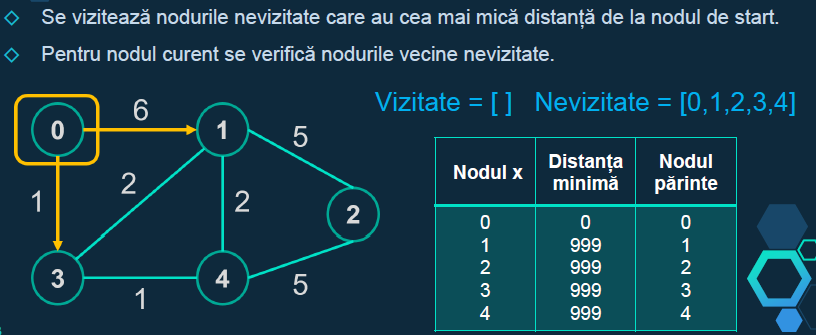 Se vizitează nodurile nevizitate care au cea mai mică distanță de la nodul de start.
Pentru nodul curent se verifică nodurile vecine nevizitate.
Vizitate = [ ] Nevizitate = [0,1,2,3,4]
0
6
1
5
2
1
2
2
3
1
4
5
Nodul x Distanța minimă Nodul părinte
0 0 0
1 999 1
2 999 2
3 999 3
4 999 4